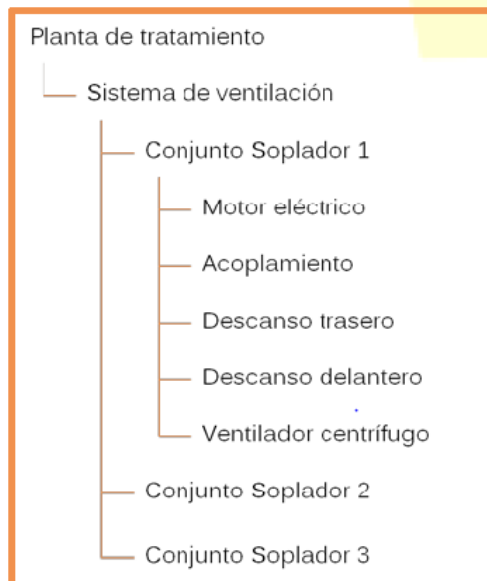 Planta de tratamiento
Sistema de ventilación
Conjunto Soplador 1
Motor eléctrico
Acoplamiento
Descanso trasero
Descanso delantero
Ventilador centrífugo
Conjunto Soplador 2
Conjunto Soplador 3